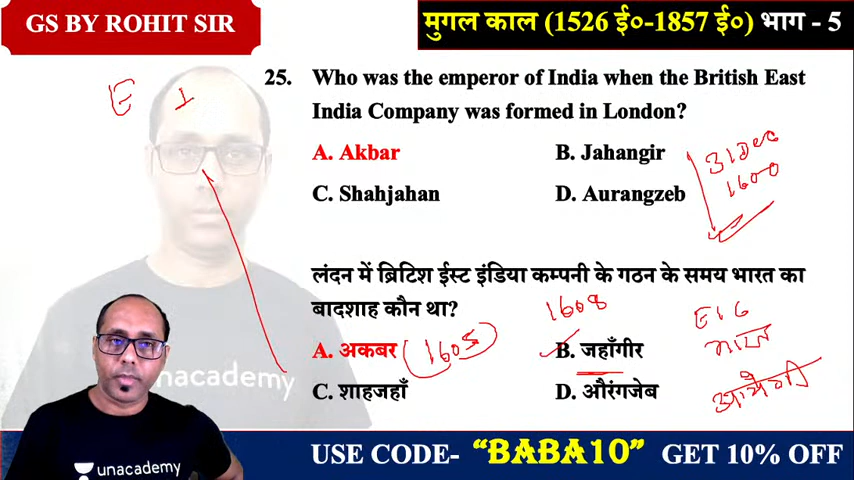 GS BY ROHIT SIR
मुगल काल (1526 ई०-1857 ई०) भाग - 5
25. Who was the emperor of India when the British East
India Company was formed in London?
A. Akbar
B. Jahangir
C. Shahjahan
D. Aurangzeb
E I
31 Dec
1600
लंदन में ब्रिटिश ईस्ट इंडिया कम्पनी के गठन के समय भारत का
बादशाह कौन था?
1608
A. अकबर (1605)
B. जहाँगीर
C. शाहजहाँ
D. औरंगजेब
EIC
भारत
unacademy
unacademy
USE CODE- “BABA10” GET 10% OFF